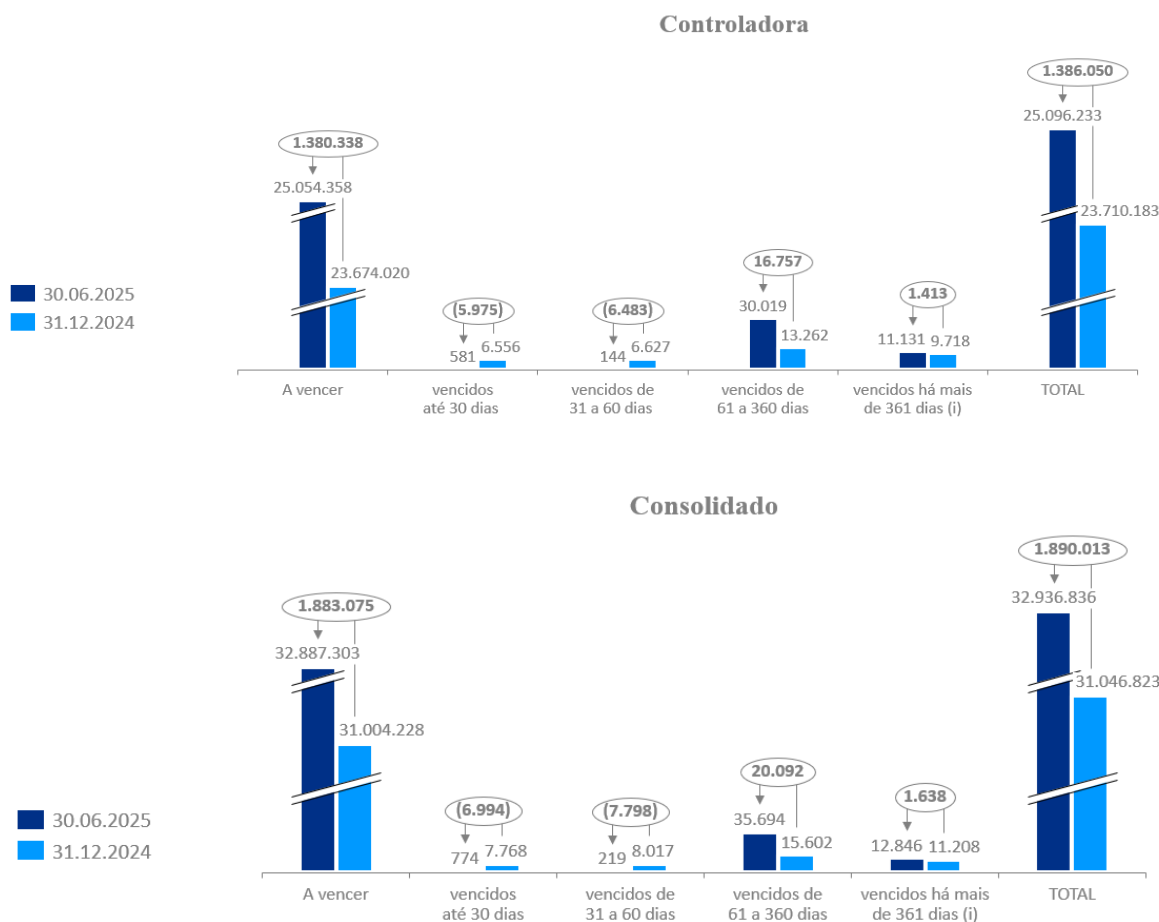 Controladora
1.386.050
25.096.233
1.380.338
25.054.358
23.710.183
16.757
23.674.020
30.06.2025
31.12.2024
(5.975)
(6.483)
30.019
1.413
581
6.556
144
6.627
13.262
11.131
9.718
A vencer
vencidos
até 30 dias
vencidos de
31 a 60 dias
vencidos de
61 a 360 dias
vencidos há mais
de 361 dias (i)
TOTAL
Consolidado
1.890.013
32.936.836
1.883.075
32.887.303
31.046.823
31.004.228
20.092
30.06.2025
31.12.2024
(6.994)
(7.798)
35.694
1.638
774
7.768
219
8.017
15.602
12.846
11.208
A vencer
vencidos
até 30 dias
vencidos de
31 a 60 dias
vencidos de
61 a 360 dias
vencidos há mais
de 361 dias (i)
TOTAL